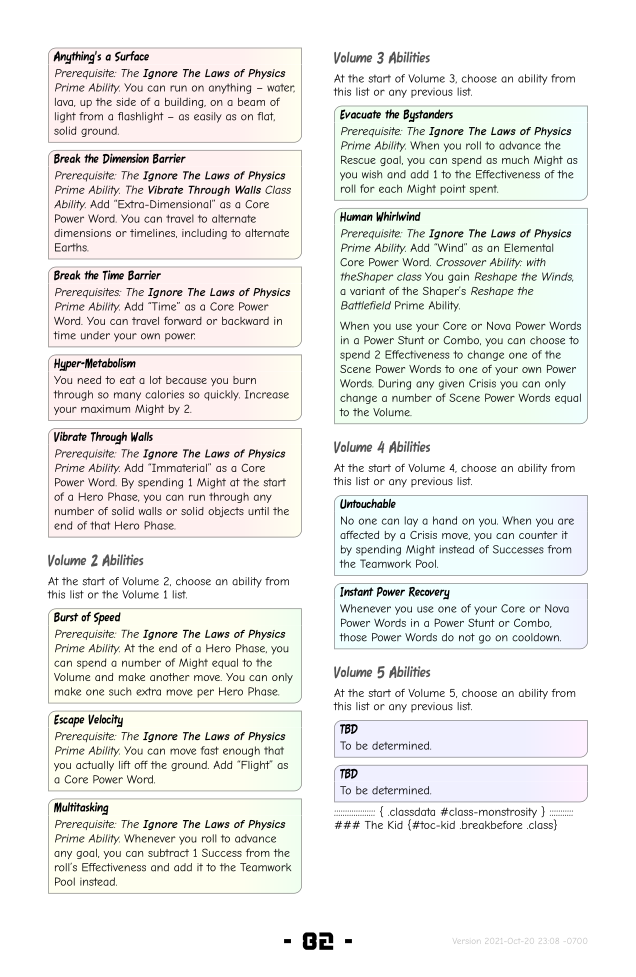 Anything's a Surface
Prerequisite: The Ignore The Laws of Physics
Prime Ability. You can run on anything – water,
lava, up the side of a building, on a beam of
light from a flashlight – as easily as on flat,
solid ground.
Break the Dimension Barrier
Prerequisite: The Ignore The Laws of Physics
Prime Ability. The Vibrate Through Walls Class
Ability. Add “Extra-Dimensional” as a Core
Power Word. You can travel to alternate
dimensions or timelines, including to alternate
Earths.
Break the Time Barrier
Prerequisites: The Ignore The Laws of Physics
Prime Ability. Add “Time” as a Core Power
Word. You can travel forward or backward in
time under your own power.
Hyper-Metabolism
You need to eat a lot because you burn
through so many calories so quickly. Increase
your maximum Might by 2.
Vibrate Through Walls
Prerequisite: The Ignore The Laws of Physics
Prime Ability. Add “Immaterial” as a Core
Power Word. By spending 1 Might at the start
of a Hero Phase, you can run through any
number of solid walls or solid objects until the
end of that Hero Phase.
Volume 2 Abilities
At the start of Volume 2, choose an ability from
this list or the Volume 1 list.
Burst of Speed
Prerequisite: The Ignore The Laws of Physics
Prime Ability. At the end of a Hero Phase, you
can spend a number of Might equal to the
Volume and make another move. You can only
make one such extra move per Hero Phase.
Escape Velocity
Prerequisite: The Ignore The Laws of Physics
Prime Ability. You can move fast enough that
you actually lift off the ground. Add “Flight” as
a Core Power Word.
Multitasking
Prerequisite: The Ignore The Laws of Physics
Prime Ability. Whenever you roll to advance
any goal, you can subtract 1 Success from the
roll's Effectiveness and add it to the Teamwork
Pool instead.
Volume 3 Abilities
At the start of Volume 3, choose an ability from
this list or any previous list.
Evacuate the Bystanders
Prerequisite: The Ignore The Laws of Physics
Prime Ability. When you roll to advance the
Rescue goal, you can spend as much Might as
you wish and add 1 to the Effectiveness of the
roll for each Might point spent.
Human Whirlwind
Prerequisite: The Ignore The Laws of Physics
Prime Ability. Add “Wind” as an Elemental
Core Power Word. Crossover Ability: with
theShaper class You gain Reshape the Winds,
a variant of the Shaper's Reshape the
Battlefield Prime Ability.
When you use your Core or Nova Power Words
in a Power Stunt or Combo, you can choose to
spend 2 Effectiveness to change one of the
Scene Power Words to one of your own Power
Words. During any given Crisis you can only
change a number of Scene Power Words equal
to the Volume.
Volume 4 Abilities
At the start of Volume 4, choose an ability from
this list or any previous list.
Untouchable
No one can lay a hand on you. When you are
affected by a Crisis move, you can counter it
by spending Might instead of Successes from
the Teamwork Pool.
Instant Power Recovery
Whenever you use one of your Core or Nova
Power Words in a Power Stunt or Combo,
those Power Words do not go on cooldown.
Volume 5 Abilities
At the start of Volume 5, choose an ability from
this list or any previous list.
TBD
To be determined.
TBD
To be determined.
:::::::::::::::::: { .classdata #class-monstrosity } ::::::::::
### The Kid {#toc-kid .breakbefore .class}
- 82 -
Version 2021-Oct-20 23:08 -0700